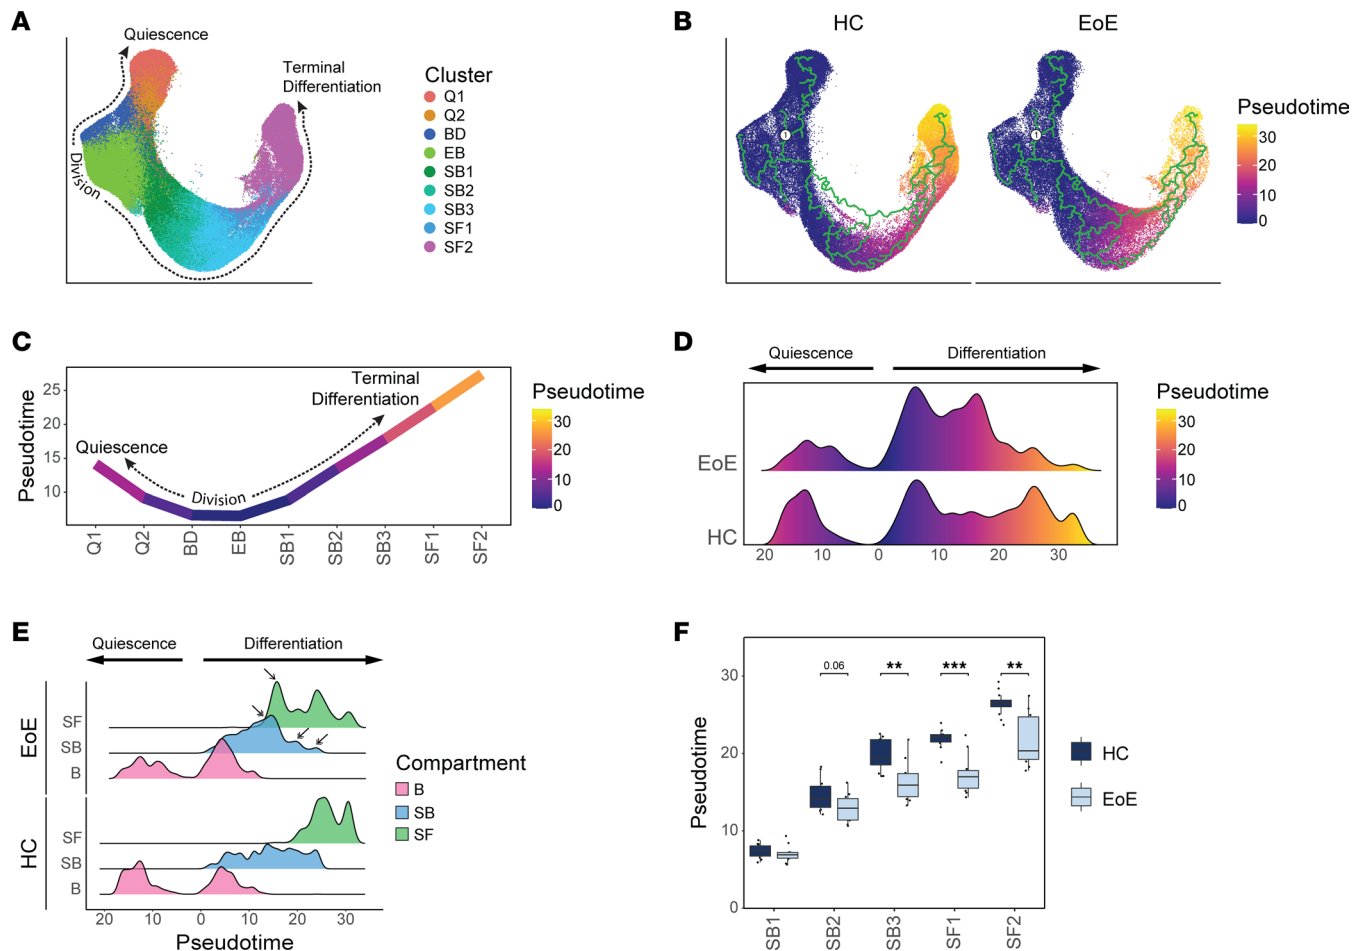 A
Quiescence
Terminal
Differentiation
Division
Cluster
Q1
Q2
BD
EB
SB1
SB2
SB3
SF1
SF2
B
HC
EoE
1
1
Pseudotime
30
20
10
0
C
Pseudotime
25
20
15
10
Quiescence
Division
Terminal
Differentiation
Q1
Q2
BD
EB
SB1
SB2
SB3
SF1
SF2
Pseudotime
30
20
10
0
D
Quiescence
Differentiation
EoE
HC
20
10
0
10
20
30
Pseudotime
30
20
10
0
E
Quiescence
Differentiation
EoE
SF
SB
B
HC
SF
SB
B
20
10
0
10
20
30
Pseudotime
Compartment
B
SB
SF
F
Pseudotime
30
20
10
0
0.06
**
***
**
SB1
SB2
SB3
SF1
SF2
HC
EoE